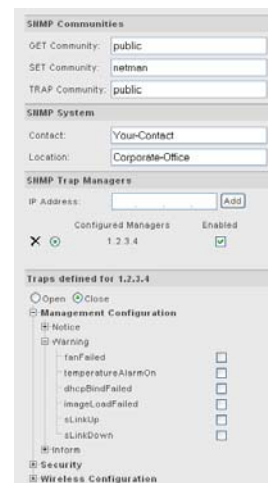 SNMP Communities
GET Community: public
SET Community: netman
TRAP Community: public
SNMP System
Contact: Your-Contact
Location: Corporate-Office
SNMP Trap Managers
IP Address: . . . Add
Configured Managers Enabled
1.2.3.4
Traps defined for 1.2.3.4
Open Close
Management Configuration
Notice
Warning
fanFailed
temperatureAlarmOn
dhcpBindFailed
imageLoadFailed
sLinkUp
sLinkDown
Inform
Security
Wireless Configuration